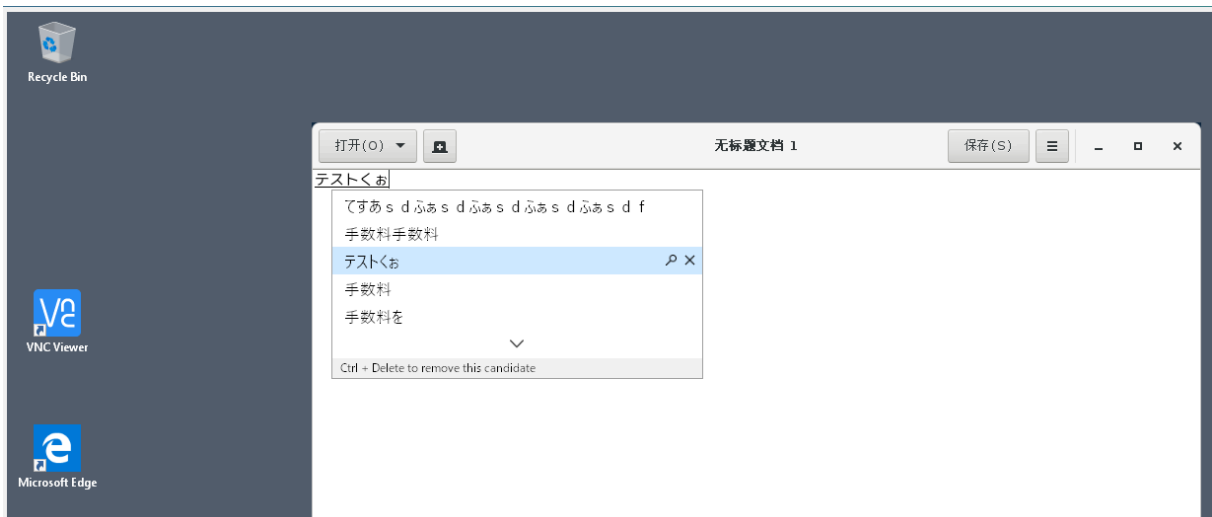 Recycle Bin
打开(O)
无标题文档 1
保存(S)
テストくぉ
てすあｓｄふぁｓｄふぁｓｄふぁｓｄふぁｓｄｆ
手数料手数料
テストくぉ
手数料
手数料を
Ctrl + Delete to remove this candidate
VNC Viewer
Microsoft Edge